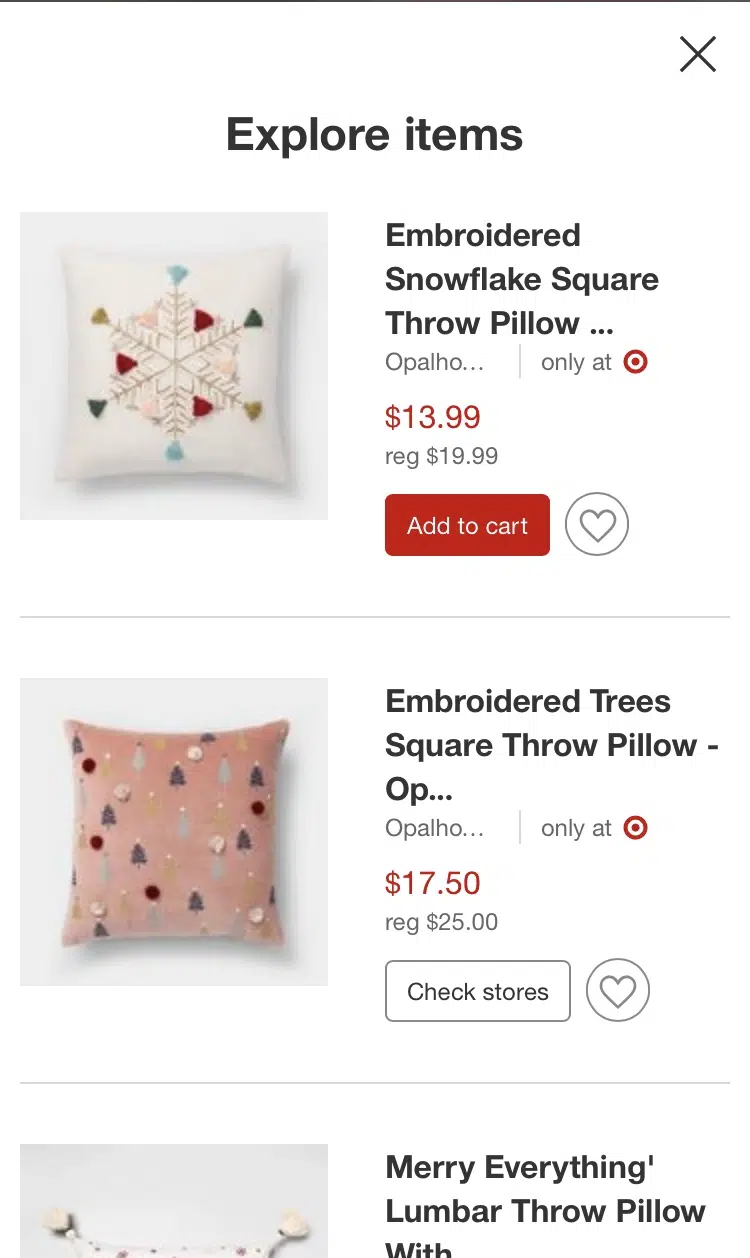 Explore items
Embroidered
Snowflake Square
Throw Pillow ...
Opalho... | only at
$13.99
reg $19.99
Add to cart
Embroidered Trees
Square Throw Pillow -
Op...
Opalho... | only at
$17.50
reg $25.00
Check stores
Merry Everything'
Lumbar Throw Pillow
With